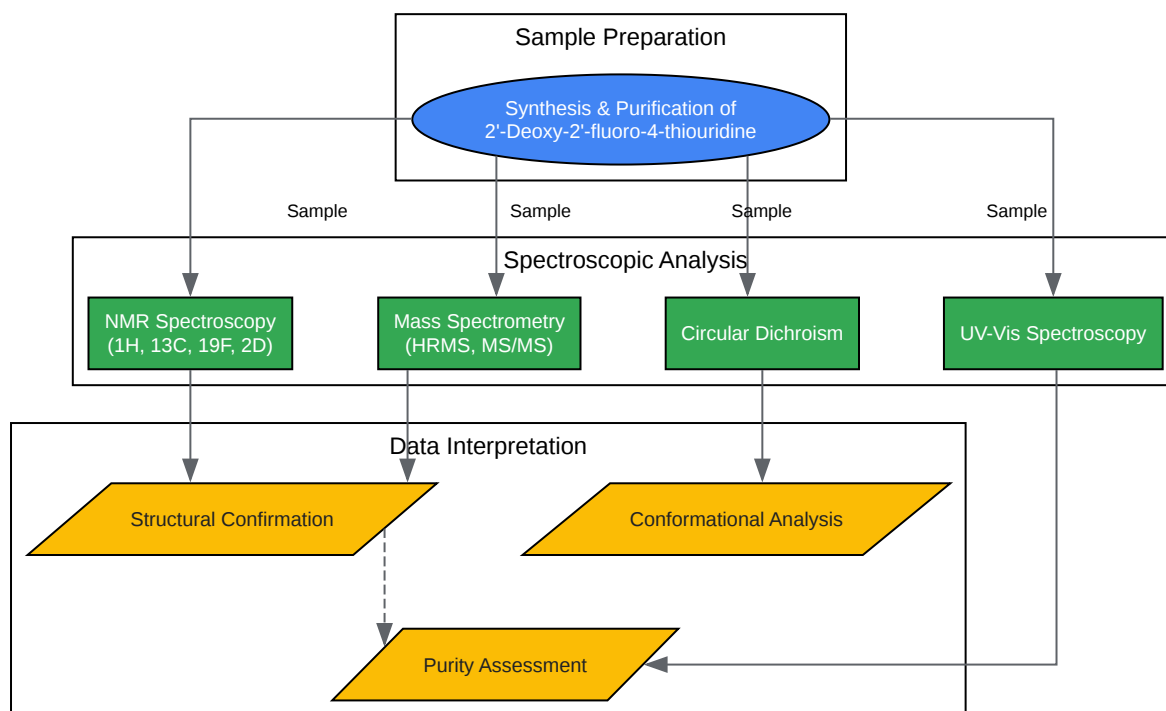 Sample Preparation
Synthesis & Purification of
2'-Deoxy-2'-fluoro-4-thiouridine
Sample
Sample
Sample
Sample
Spectroscopic Analysis
NMR Spectroscopy
(1H, 13C, 19F, 2D)
Mass Spectrometry
(HRMS, MS/MS)
Circular Dichroism
UV-Vis Spectroscopy
Data Interpretation
Structural Confirmation
Conformational Analysis
Purity Assessment